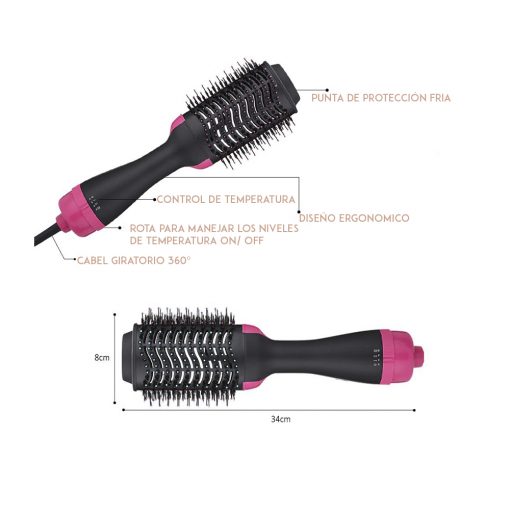 PUNTA DE PROTECCIÓN FRIA
CONTROL DE TEMPERATURA
DISEÑO ERGONOMICO
ROTA PARA MANEJAR LOS NIVELES
DE TEMPERATURA ON/ OFF
CABEL GIRATORIO 360º
8cm
34cm